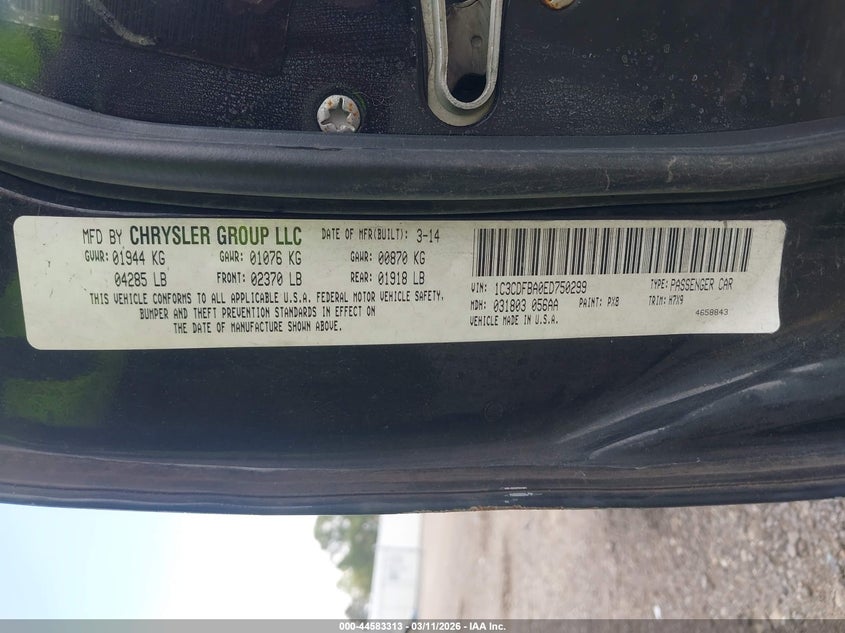 MFD BY CHRYSLER GROUP LLC DATE OF MFR(BUILT): 3-14
GVWR: 01944 KG GAWR: 01076 KG GAWR: 00870 KG
04285 LB FRONT: 02370 LB REAR: 01918 LB
THIS VEHICLE CONFORMS TO ALL APPLICABLE U.S.A. FEDERAL MOTOR VEHICLE SAFETY,
BUMPER AND THEFT PREVENTION STANDARDS IN EFFECT ON
THE DATE OF MANUFACTURE SHOWN ABOVE.
VIN: 1C3CDFBA0ED750299 TYPE: PASSENGER CAR
MDH: 031803 056AA PAINT: PX8 TRIM: H7X9
VEHICLE MADE IN U.S.A. 4658843
000-44583313 - 03/11/2026 - IAA Inc.